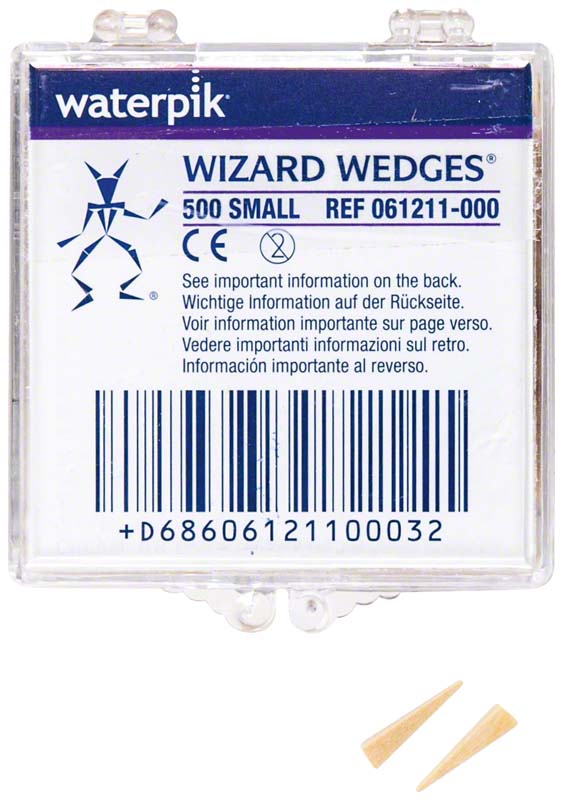 waterpik®
WIZARD WEDGES®
500 SMALL REF 061211-000
CE 2
®
See important information on the back.
Wichtige Information auf der Rückseite.
Voir information importante sur page verso.
Vedere importanti informazioni sul retro.
Información importante al reverso.
+D68606121100032